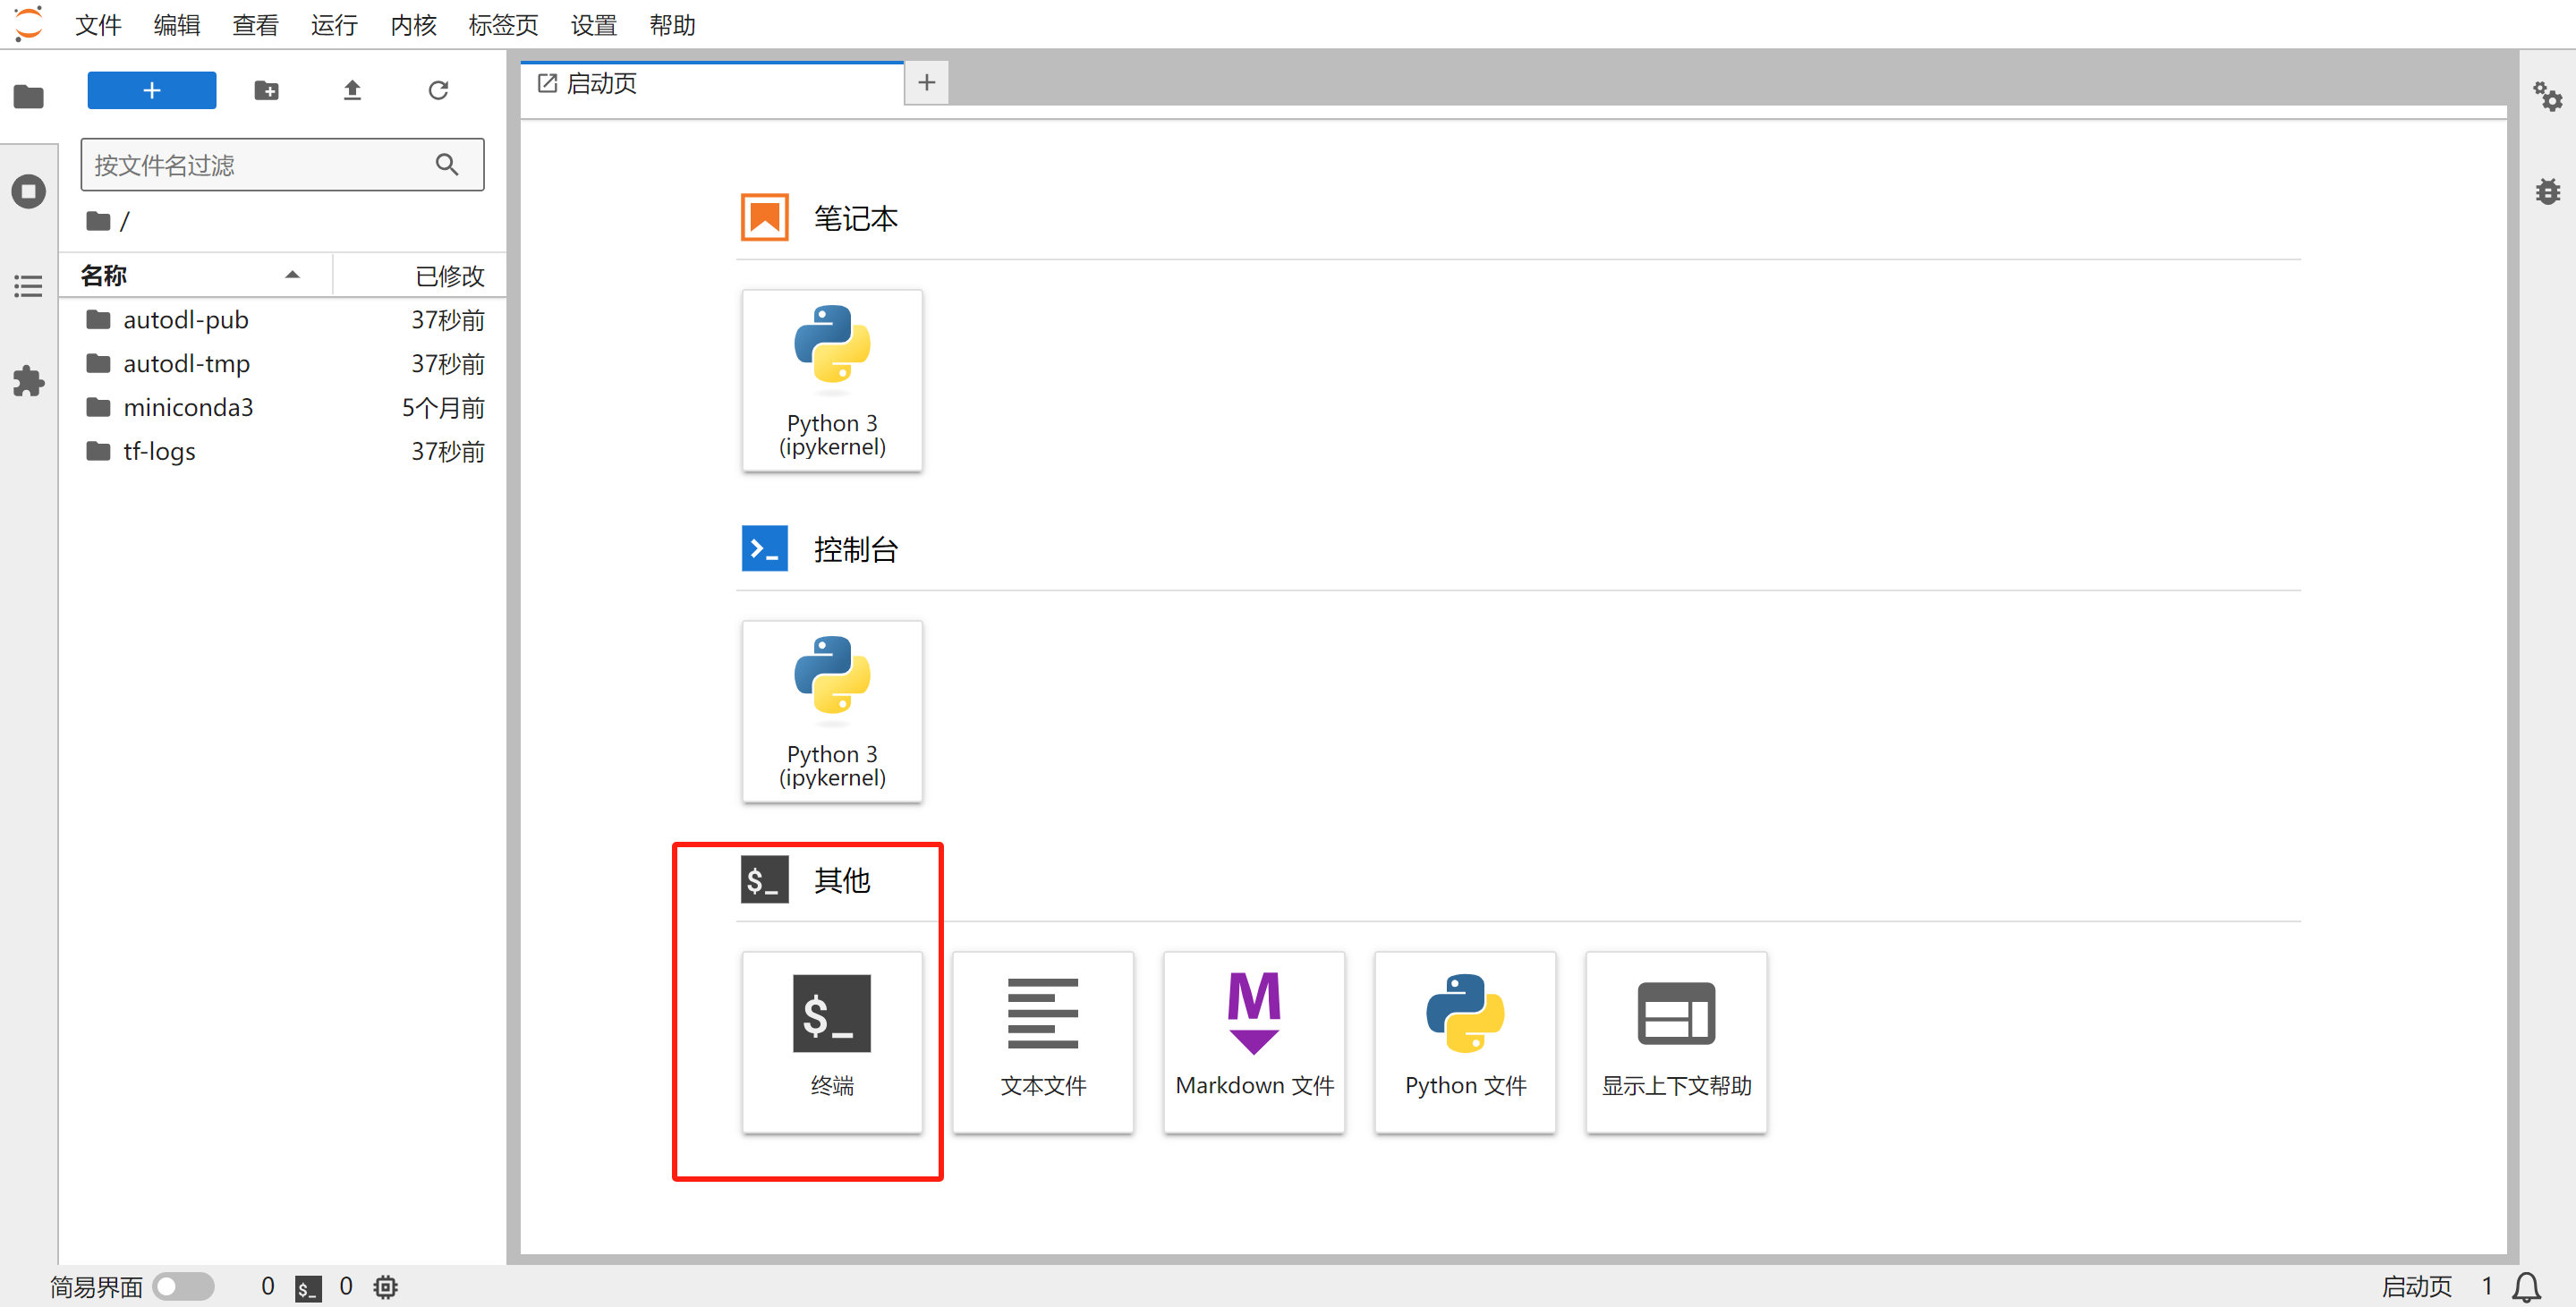 文件 编辑 查看 运行 内核 标签页 设置 帮助
启动页
按文件名过滤
/
名称 已修改
autodl-pub 37秒前
autodl-tmp 37秒前
miniconda3 5个月前
tf-logs 37秒前
笔记本
Python 3
(ipykernel)
控制台
Python 3
(ipykernel)
$_ 其他
$_
终端
文本文件
Markdown 文件
Python 文件
显示上下文帮助
简易界面 0 $_ 0 启动页 1